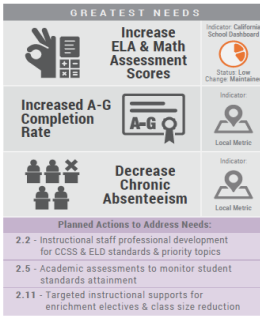 GREATEST NEEDS
Increase
ELA & Math
Assessment
Scores
Indicator: California
School Dashboard
Status Low
Change Maintained
Increased A-G
Completion
Rate
A-G
Indicator:
Local Metric
Decrease
Chronic
Absenteeism
Indicator:
Local Metric
Planned Actions to Address Needs:
2.2 - Instructional staff professional development
for CCSS & ELD standards & priority topics
2.5 - Academic assessments to monitor student
standards attainment
2.11 - Targeted instructional supports for
enrichment electives & class size reduction